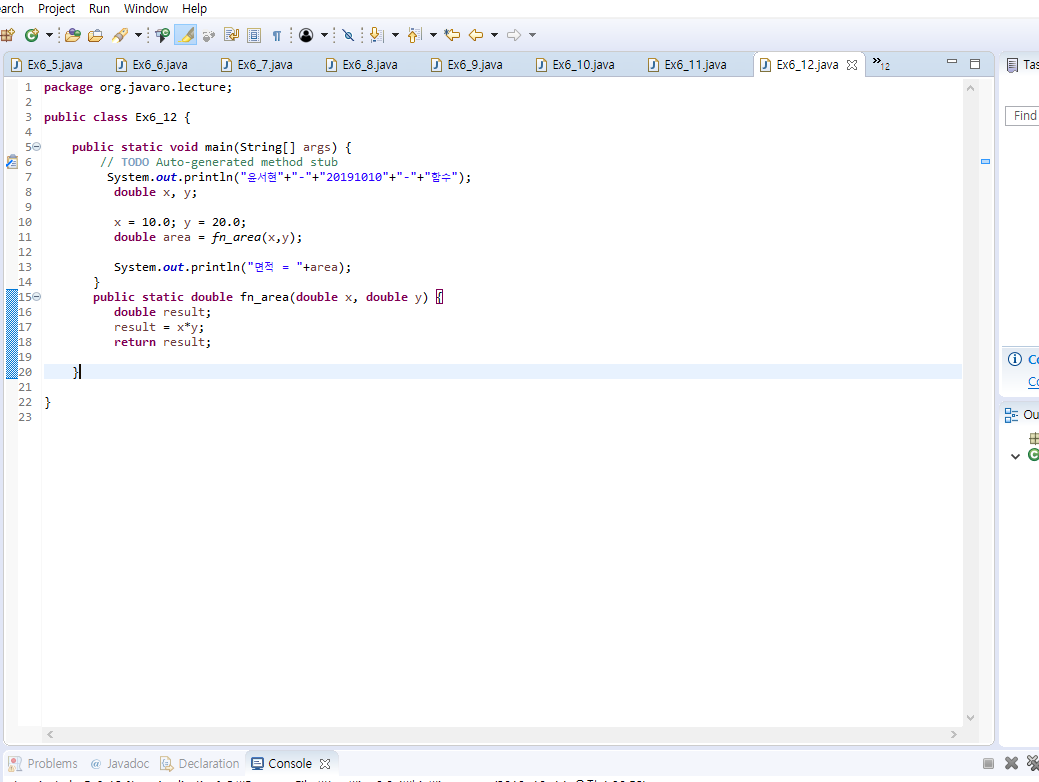 earch Project Run Window Help
Ex6_5.java Ex6_6.java Ex6_7.java Ex6_8.java Ex6_9.java Ex6_10.java Ex6_11.java Ex6_12.java »12
1 package org.javaro.lecture;
2
3 public class Ex6_12 {
4
5 public static void main(String[] args) {
6 // TODO Auto-generated method stub
7 System.out.println("윤서현"+"-"+"20191010"+"-"+"함수");
8 double x, y;
9
10 x = 10.0; y = 20.0;
11 double area = fn_area(x,y);
12
13 System.out.println("면적 = "+area);
14 }
15 public static double fn_area(double x, double y) {
16 double result;
17 result = x*y;
18 return result;
19
20 }
21
22 }
23
Tas
Find
Co
Co
Ou
Problems @ Javadoc Declaration Console